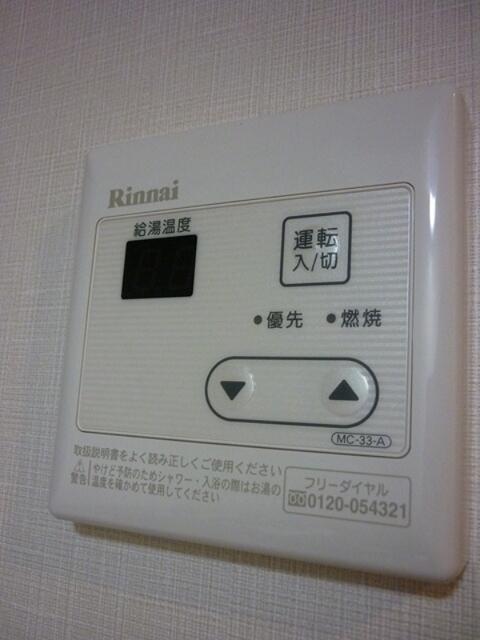 Rinnai
給湯温度
運転
入/切
優先
燃焼
▼ ▲
MC-33-A
取扱説明書をよく読み正しくご使用ください
警告
やけど予防のためシャワー・入浴の際はお湯の
温度を確かめて使用してください
フリーダイヤル
0120-054321